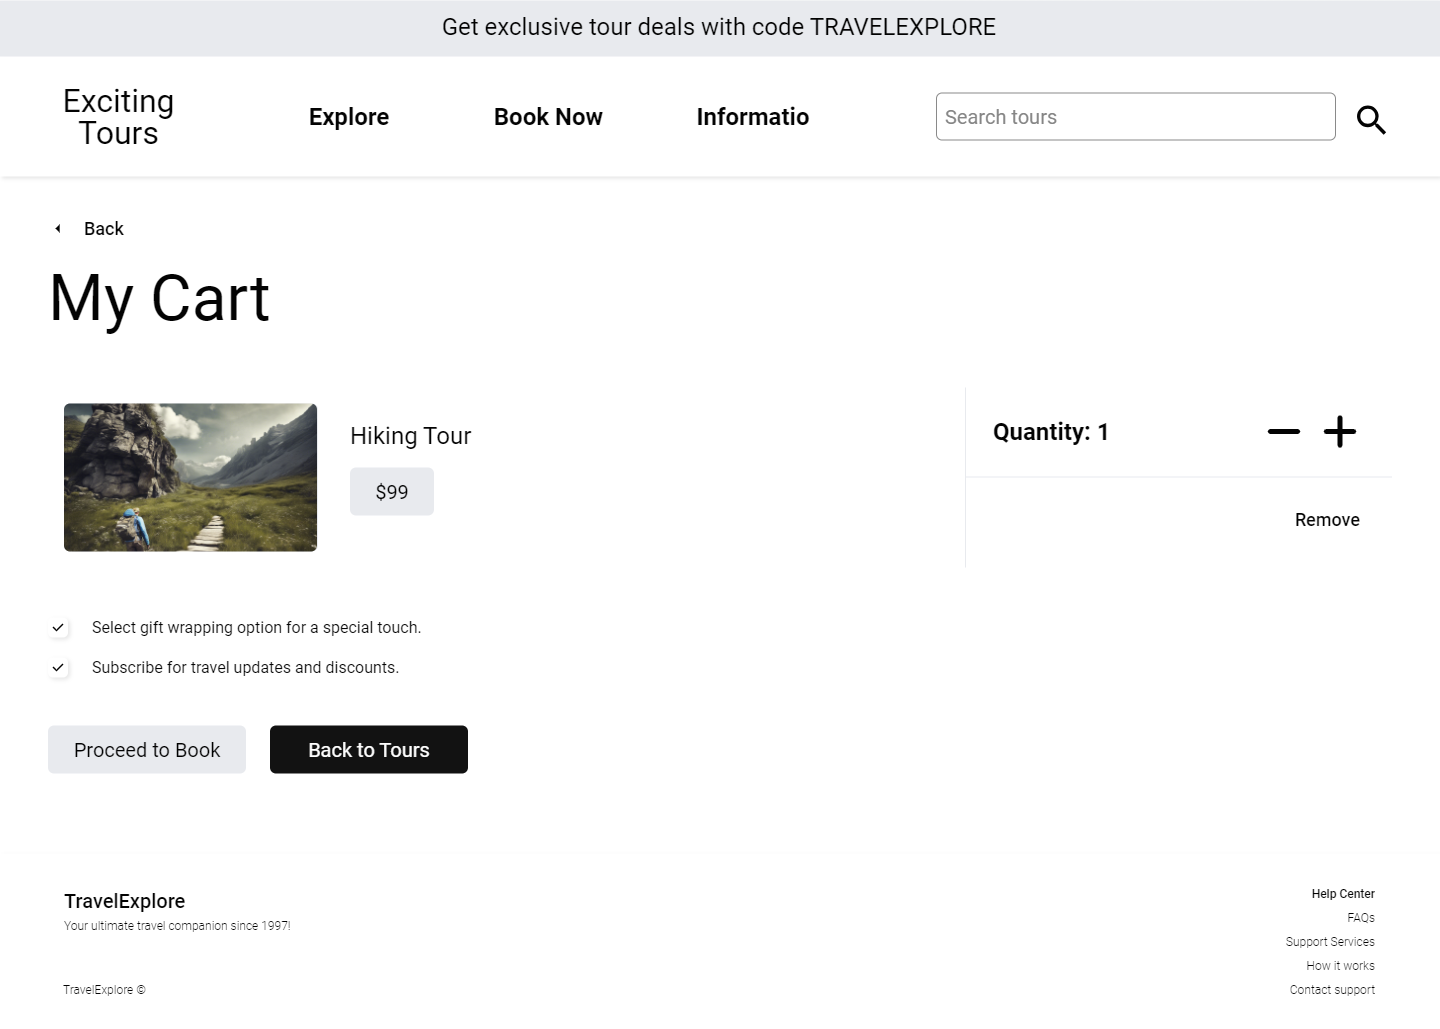 Get exclusive tour deals with code TRAVELEXPLORE
Exciting
Tours
Explore
Book Now
Informatio
Search tours
Back
My Cart
Hiking Tour
$99
Quantity: 1
Remove
Select gift wrapping option for a special touch.
Subscribe for travel updates and discounts.
Proceed to Book
Back to Tours
TravelExplore
Your ultimate travel companion since 1997!
TravelExplore ©
Help Center
FAQs
Support Services
How it works
Contact support